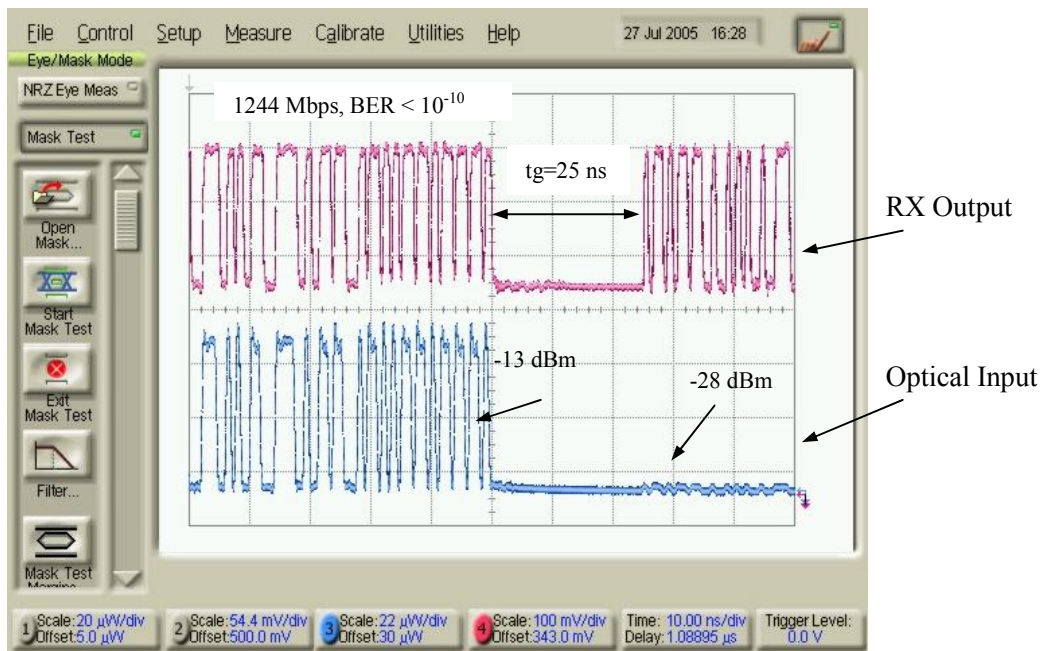 File Control Setup Measure Calibrate Utilities Help 27 Jul 2005 16:28
Eye/Mask Mode
NRZ Eye Meas
Mask Test
Open
Mask...
Start
Mask Test
Exit
Mask Test
Filter...
Mask Test
Margins
1244 Mbps, BER < 10-10
tg=25 ns
RX Output
-13 dBm
-28 dBm
Optical Input
1 Scale:20 µW/div
Offset:5.0 µW
2 Scale:54.4 mV/div
Offset:500.0 mV
3 Scale:22 µW/div
Offset:30 µW
4 Scale:100 mV/div
Offset:343.0 mV
Time: 10.00 ns/div
Delay:1.08895 µs
Trigger Level:
0.0 V